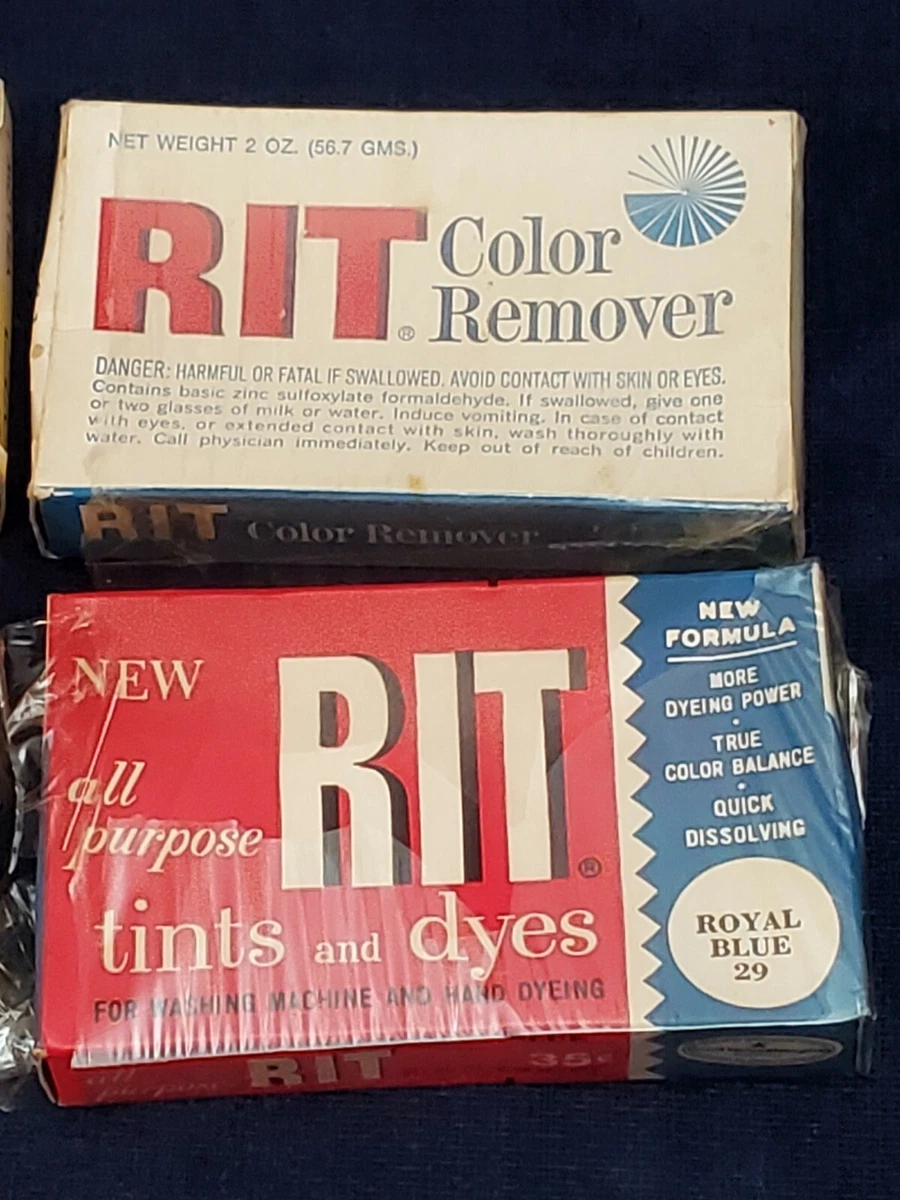 NET WEIGHT 2 OZ. (56.7 GMS.)
RIT® Color
Remover
DANGER: HARMFUL OR FATAL IF SWALLOWED. AVOID CONTACT WITH SKIN OR EYES.
Contains basic zinc sulfoxylate formaldehyde. If swallowed, give one
or two glasses of milk or water. Induce vomiting. In case of contact
with eyes, or extended contact with skin, wash thoroughly with
water. Call physician immediately. Keep out of reach of children.
RIT Color Remover
NEW
all
purpose
RIT®
tints and dyes
FOR WASHING MACHINE AND HAND DYEING
NEW
FORMULA
MORE
DYEING POWER
•
TRUE
COLOR BALANCE
•
QUICK
DISSOLVING
ROYAL
BLUE
29
all
purpose
RIT
35¢